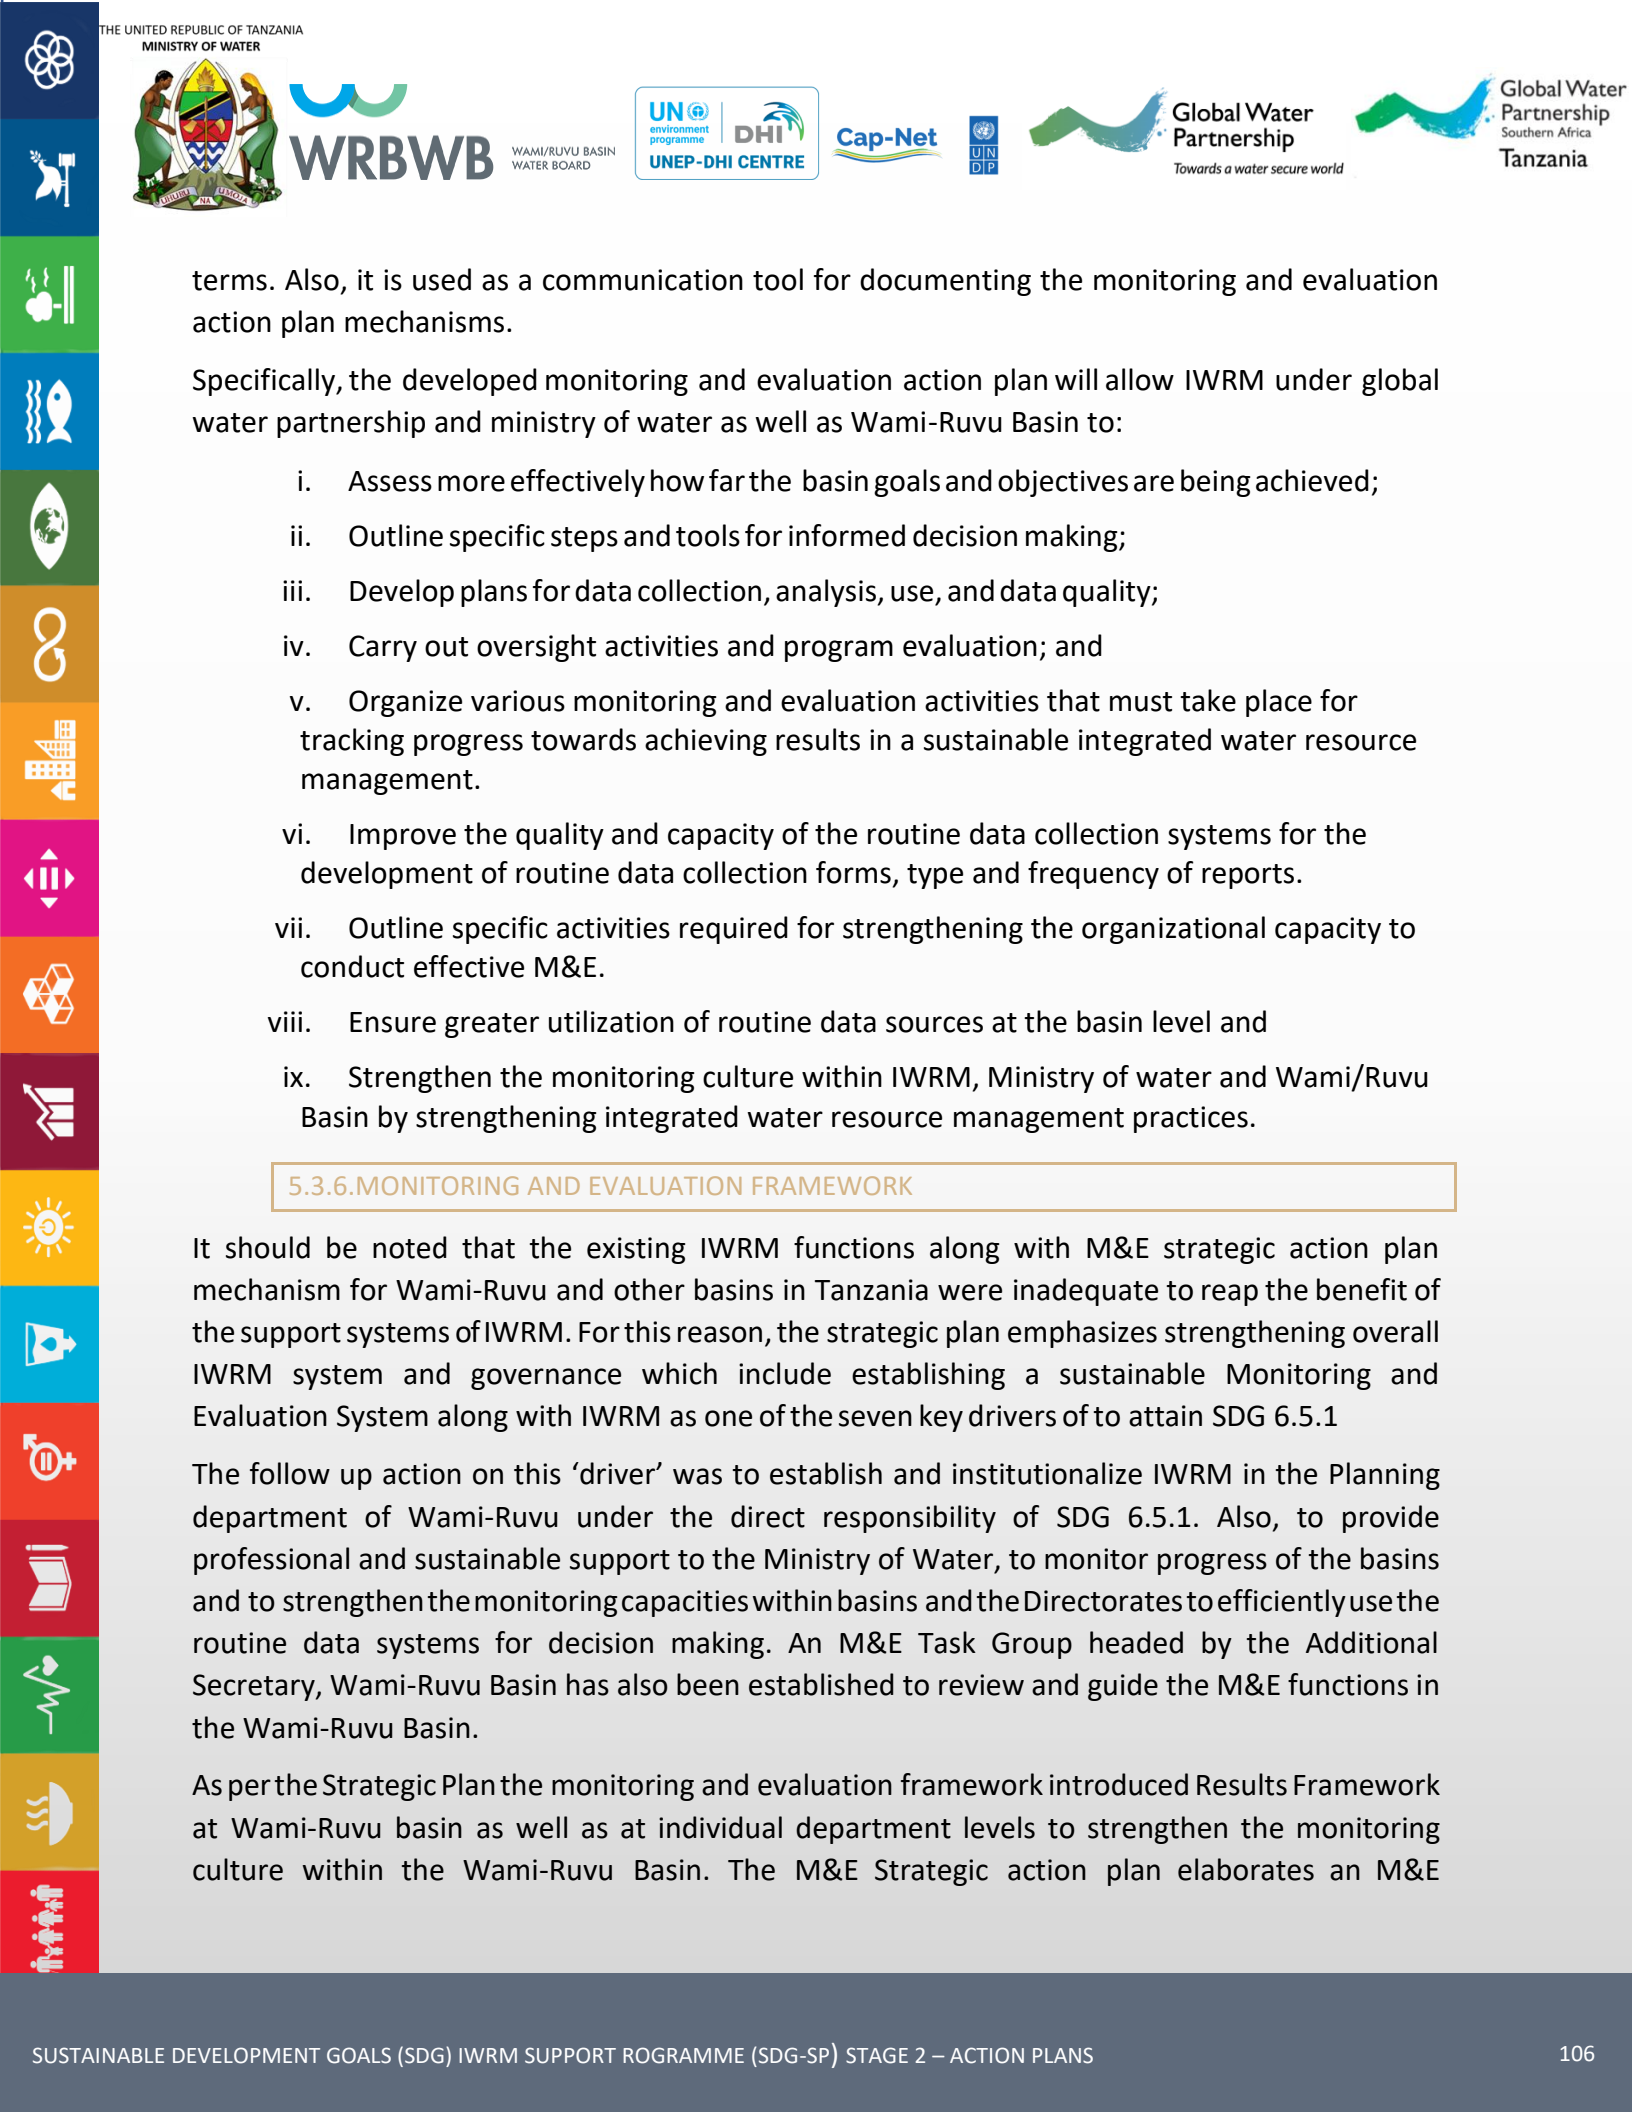 THE UNITED REPUBLIC OF TANZANIA
MINISTRY OF WATER
UHURU NA UMOJA
WRBWB
WAMI/RUVU BASIN
WATER BOARD
UN
environment
programme
DHI
UNEP-DHI CENTRE
Cap-Net
UN
DP
Global Water
Partnership
Towards a water secure world
Global Water
Partnership
Southern Africa
Tanzania
terms. Also, it is used as a communication tool for documenting the monitoring and evaluation
action plan mechanisms.
Specifically, the developed monitoring and evaluation action plan will allow IWRM under global
water partnership and ministry of water as well as Wami-Ruvu Basin to:
i. Assess more effectively how far the basin goals and objectives are being achieved;
ii. Outline specific steps and tools for informed decision making;
iii. Develop plans for data collection, analysis, use, and data quality;
iv. Carry out oversight activities and program evaluation; and
v. Organize various monitoring and evaluation activities that must take place for
tracking progress towards achieving results in a sustainable integrated water resource
management.
vi. Improve the quality and capacity of the routine data collection systems for the
development of routine data collection forms, type and frequency of reports.
vii. Outline specific activities required for strengthening the organizational capacity to
conduct effective M&E.
viii. Ensure greater utilization of routine data sources at the basin level and
ix. Strengthen the monitoring culture within IWRM, Ministry of water and Wami/Ruvu
Basin by strengthening integrated water resource management practices.
5.3.6.MONITORING AND EVALUATION FRAMEWORK
It should be noted that the existing IWRM functions along with M&E strategic action plan
mechanism for Wami-Ruvu and other basins in Tanzania were inadequate to reap the benefit of
the support systems of IWRM. For this reason, the strategic plan emphasizes strengthening overall
IWRM system and governance which include establishing a sustainable Monitoring and
Evaluation System along with IWRM as one of the seven key drivers of to attain SDG 6.5.1
The follow up action on this ‘driver’ was to establish and institutionalize IWRM in the Planning
department of Wami-Ruvu under the direct responsibility of SDG 6.5.1. Also, to provide
professional and sustainable support to the Ministry of Water, to monitor progress of the basins
and to strengthen the monitoring capacities within basins and the Directorates to efficiently use the
routine data systems for decision making. An M&E Task Group headed by the Additional
Secretary, Wami-Ruvu Basin has also been established to review and guide the M&E functions in
the Wami-Ruvu Basin.
As per the Strategic Plan the monitoring and evaluation framework introduced Results Framework
at Wami-Ruvu basin as well as at individual department levels to strengthen the monitoring
culture within the Wami-Ruvu Basin. The M&E Strategic action plan elaborates an M&E
SUSTAINABLE DEVELOPMENT GOALS (SDG) IWRM SUPPORT ROGRAMME (SDG-SP) STAGE 2 – ACTION PLANS
106